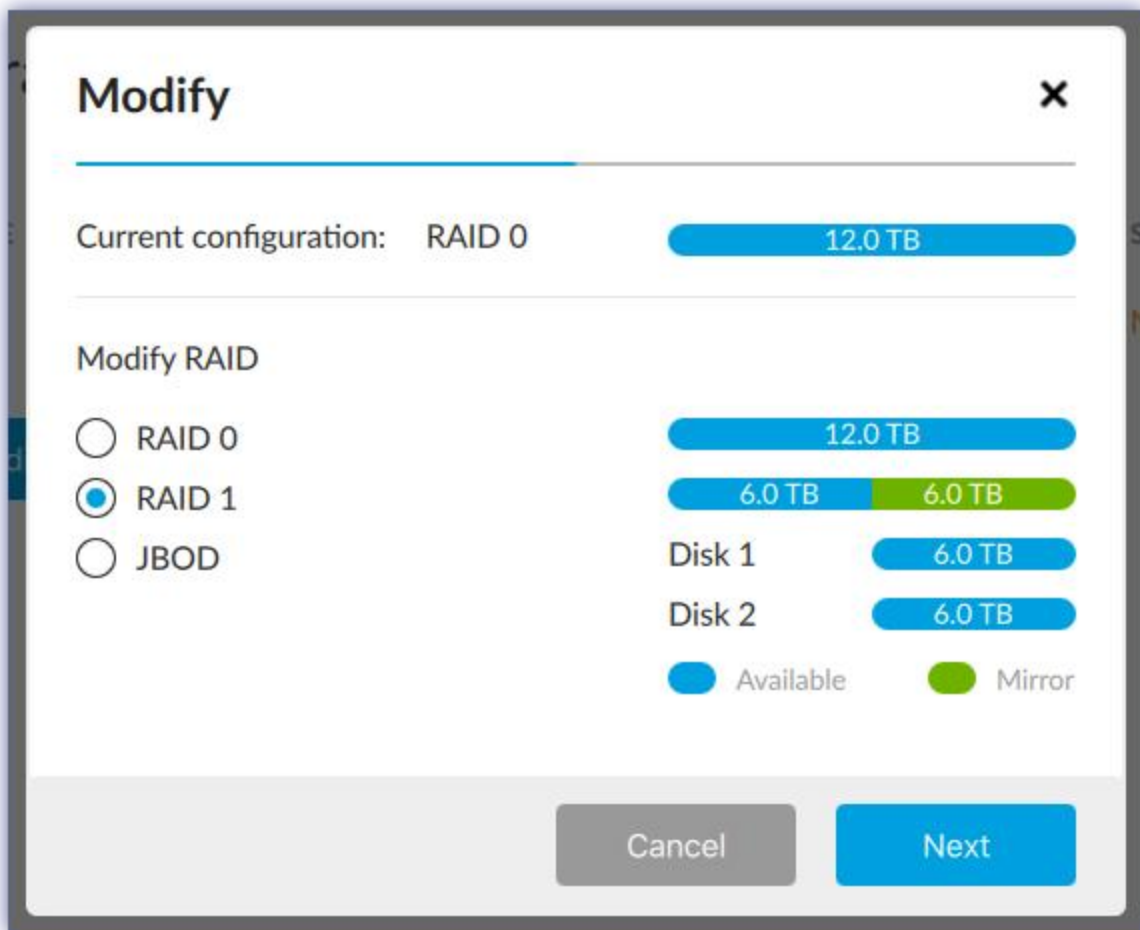 Modify
Current configuration: RAID 0 12.0 TB
Modify RAID
RAID 0 12.0 TB
RAID 1 6.0 TB 6.0 TB
JBOD Disk 1 6.0 TB
Disk 2 6.0 TB
Available Mirror
Cancel Next